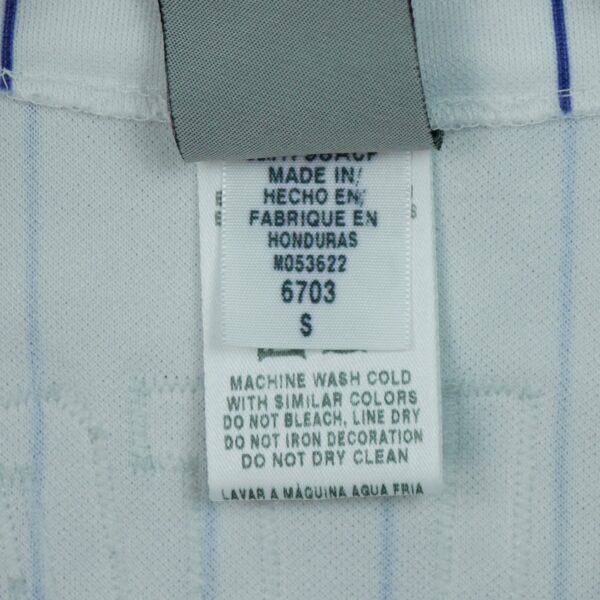 MADE IN/
HECHO EN/
FABRIQUE EN
HONDURAS
M053622
6703
S
MACHINE WASH COLD
WITH SIMILAR COLORS
DO NOT BLEACH, LINE DRY
DO NOT IRON DECORATION
DO NOT DRY CLEAN
LAVAR A MÀQUINA AGUA FRIA